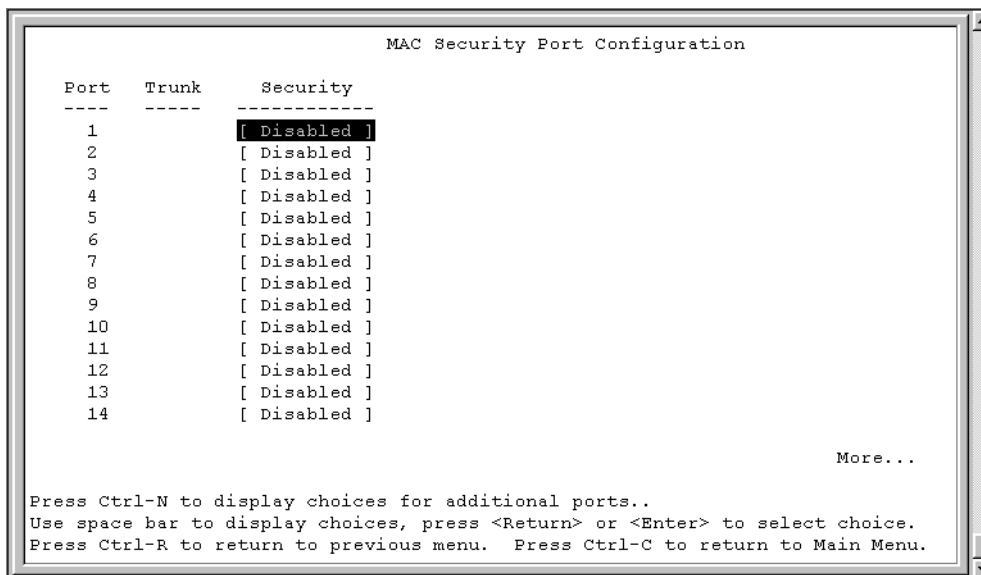 MAC Security Port Configuration
Port Trunk Security
---- ----- ------------
1 [ Disabled ]
2 [ Disabled ]
3 [ Disabled ]
4 [ Disabled ]
5 [ Disabled ]
6 [ Disabled ]
7 [ Disabled ]
8 [ Disabled ]
9 [ Disabled ]
10 [ Disabled ]
11 [ Disabled ]
12 [ Disabled ]
13 [ Disabled ]
14 [ Disabled ]
More...
Press Ctrl-N to display choices for additional ports..
Use space bar to display choices, press <Return> or <Enter> to select choice.
Press Ctrl-R to return to previous menu.  Press Ctrl-C to return to Main Menu.